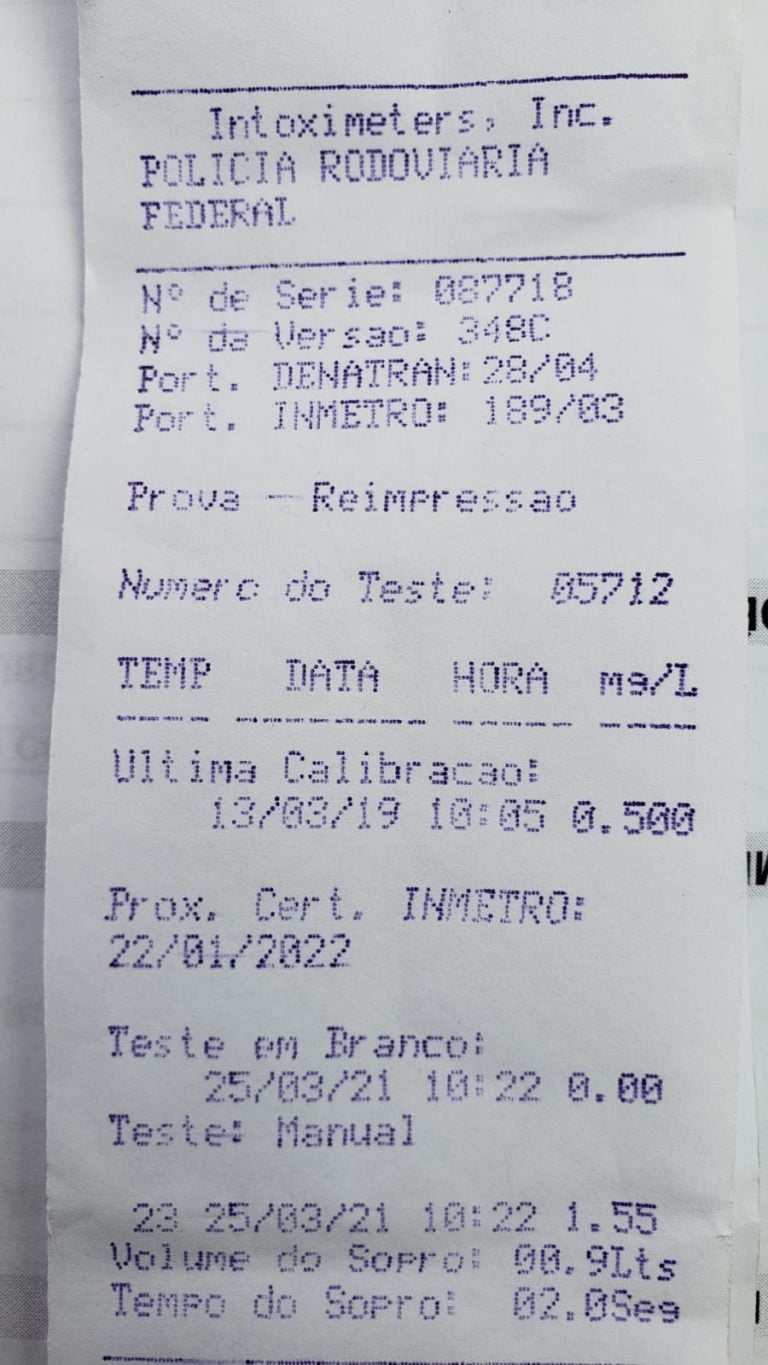 Intoximeters, Inc.
POLICIA RODOVIARIA
FEDERAL
Nº de Serie: 087718
Nº da Versao: 348C
Port. DENATRAN:28/04
Port. INMETRO: 189/03
Prova - Reimpressao
Numero do Teste: 05712
TEMP DATA HORA mg/L
Ultima Calibracao:
13/03/19 10:05 0.500
Prox. Cert. INMETRO:
22/01/2022
Teste em Branco:
25/03/21 10:22 0.00
Teste: Manual
23 25/03/21 10:22 1.55
Volume do Sopro: 00.9Lts
Tempo do Sopro: 02.0Seg